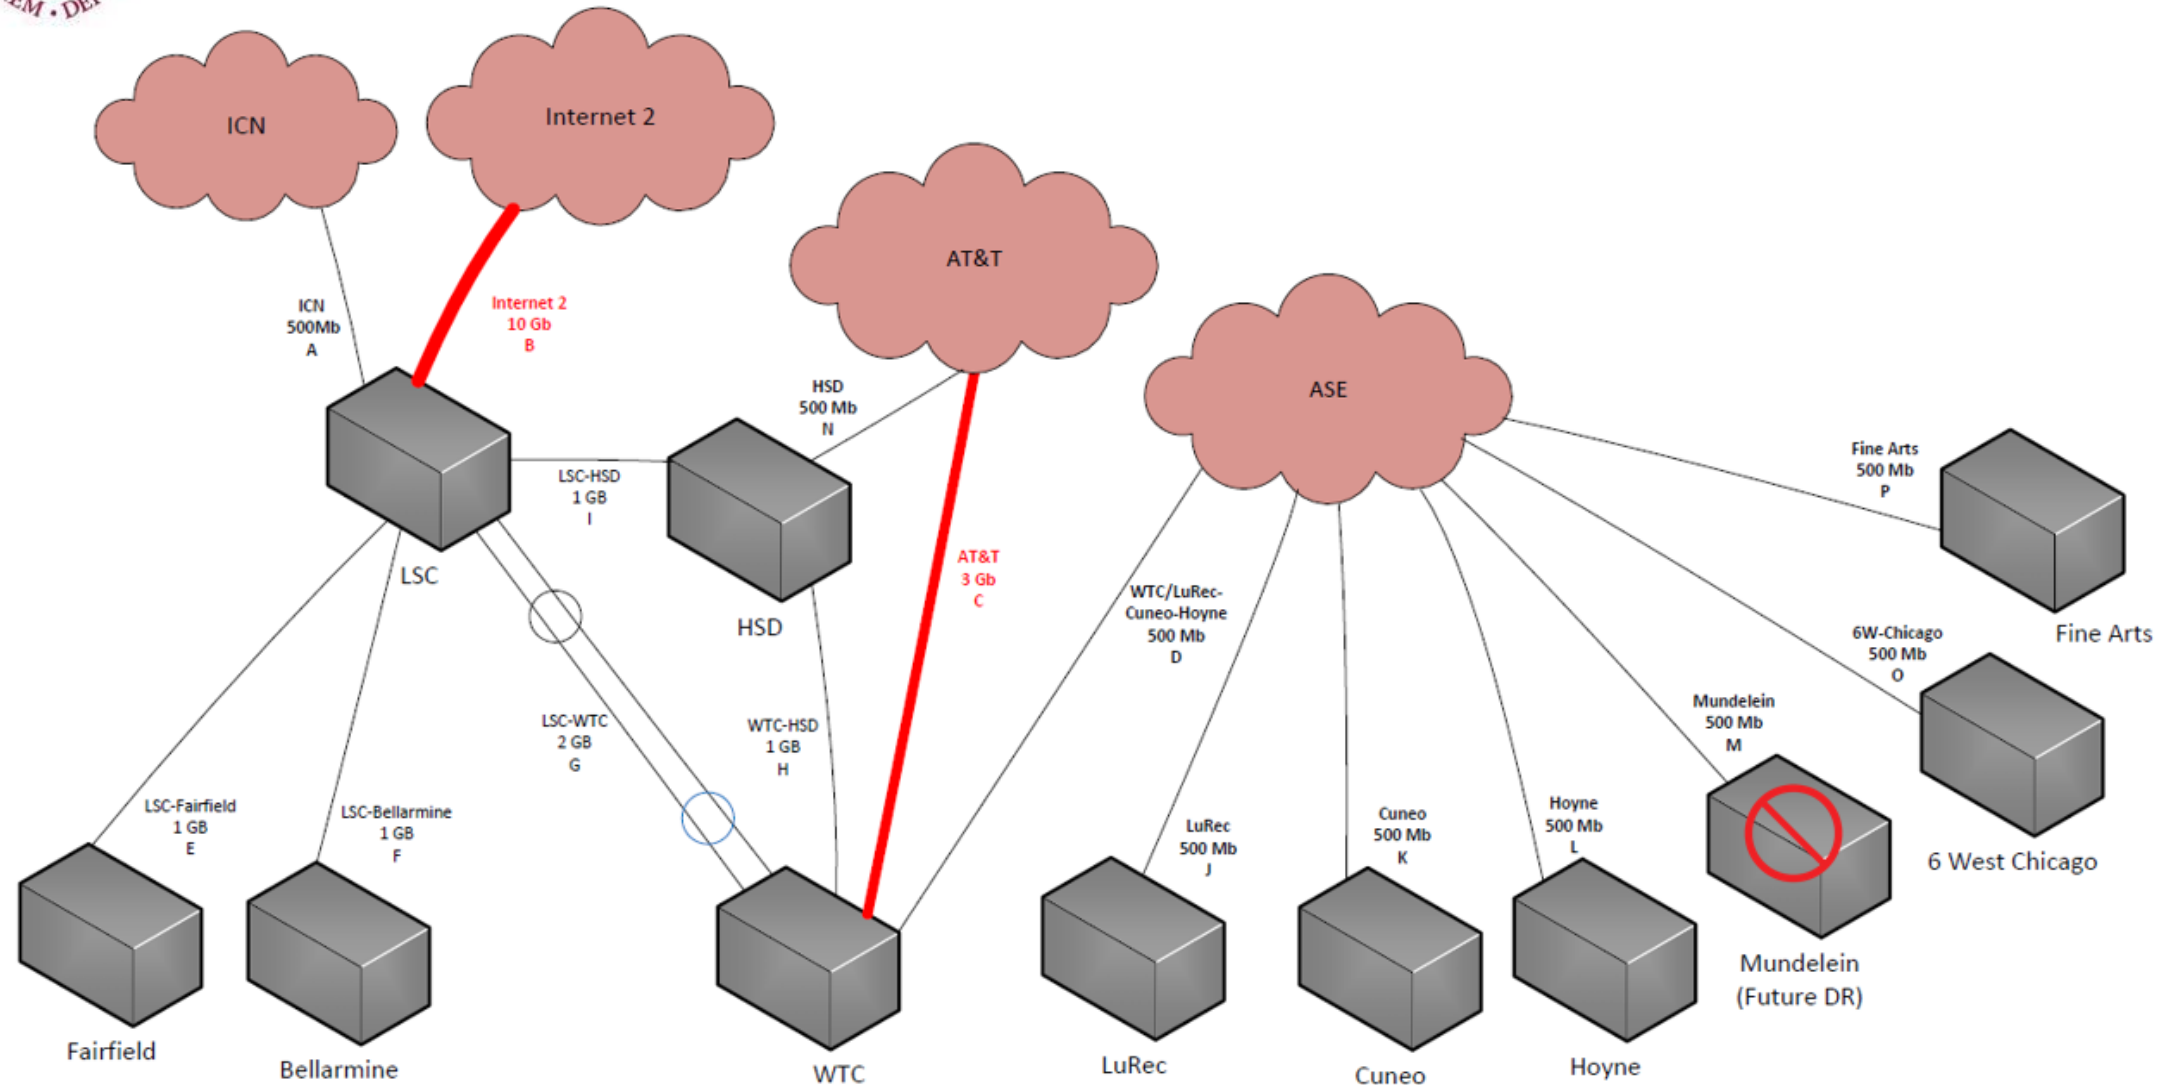 EM • DE
ICN
Internet 2
AT&T
ASE
ICN
500Mb
A
Internet 2
10 Gb
B
HSD
500 Mb
N
LSC-HSD
1 GB
I
LSC
HSD
AT&T
3 Gb
C
WTC/LuRec-
Cuneo-Hoyne
500 Mb
D
Fine Arts
500 Mb
P
Fine Arts
6W-Chicago
500 Mb
O
6 West Chicago
Mundelein
500 Mb
M
Mundelein
(Future DR)
LSC-WTC
2 GB
G
WTC-HSD
1 GB
H
LSC-Fairfield
1 GB
E
LSC-Bellarmine
1 GB
F
LuRec
500 Mb
J
Cuneo
500 Mb
K
Hoyne
500 Mb
L
Fairfield
Bellarmine
WTC
LuRec
Cuneo
Hoyne